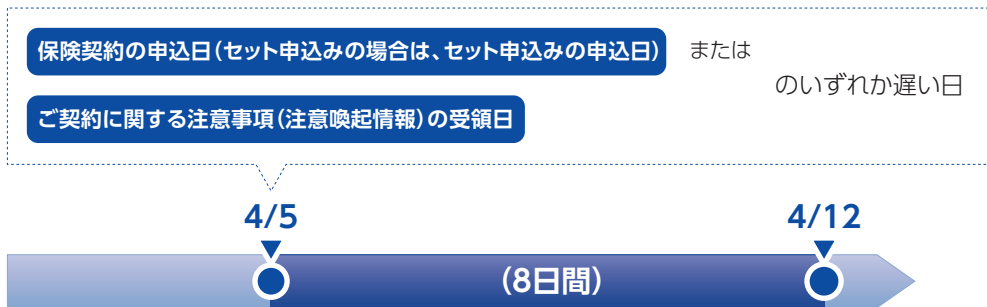 保険契約の申込日(セット申込みの場合は、セット申込みの申込日) または
のいずれか遅い日
ご契約に関する注意事項(注意喚起情報)の受領日
4/5 4/12
(8日間)